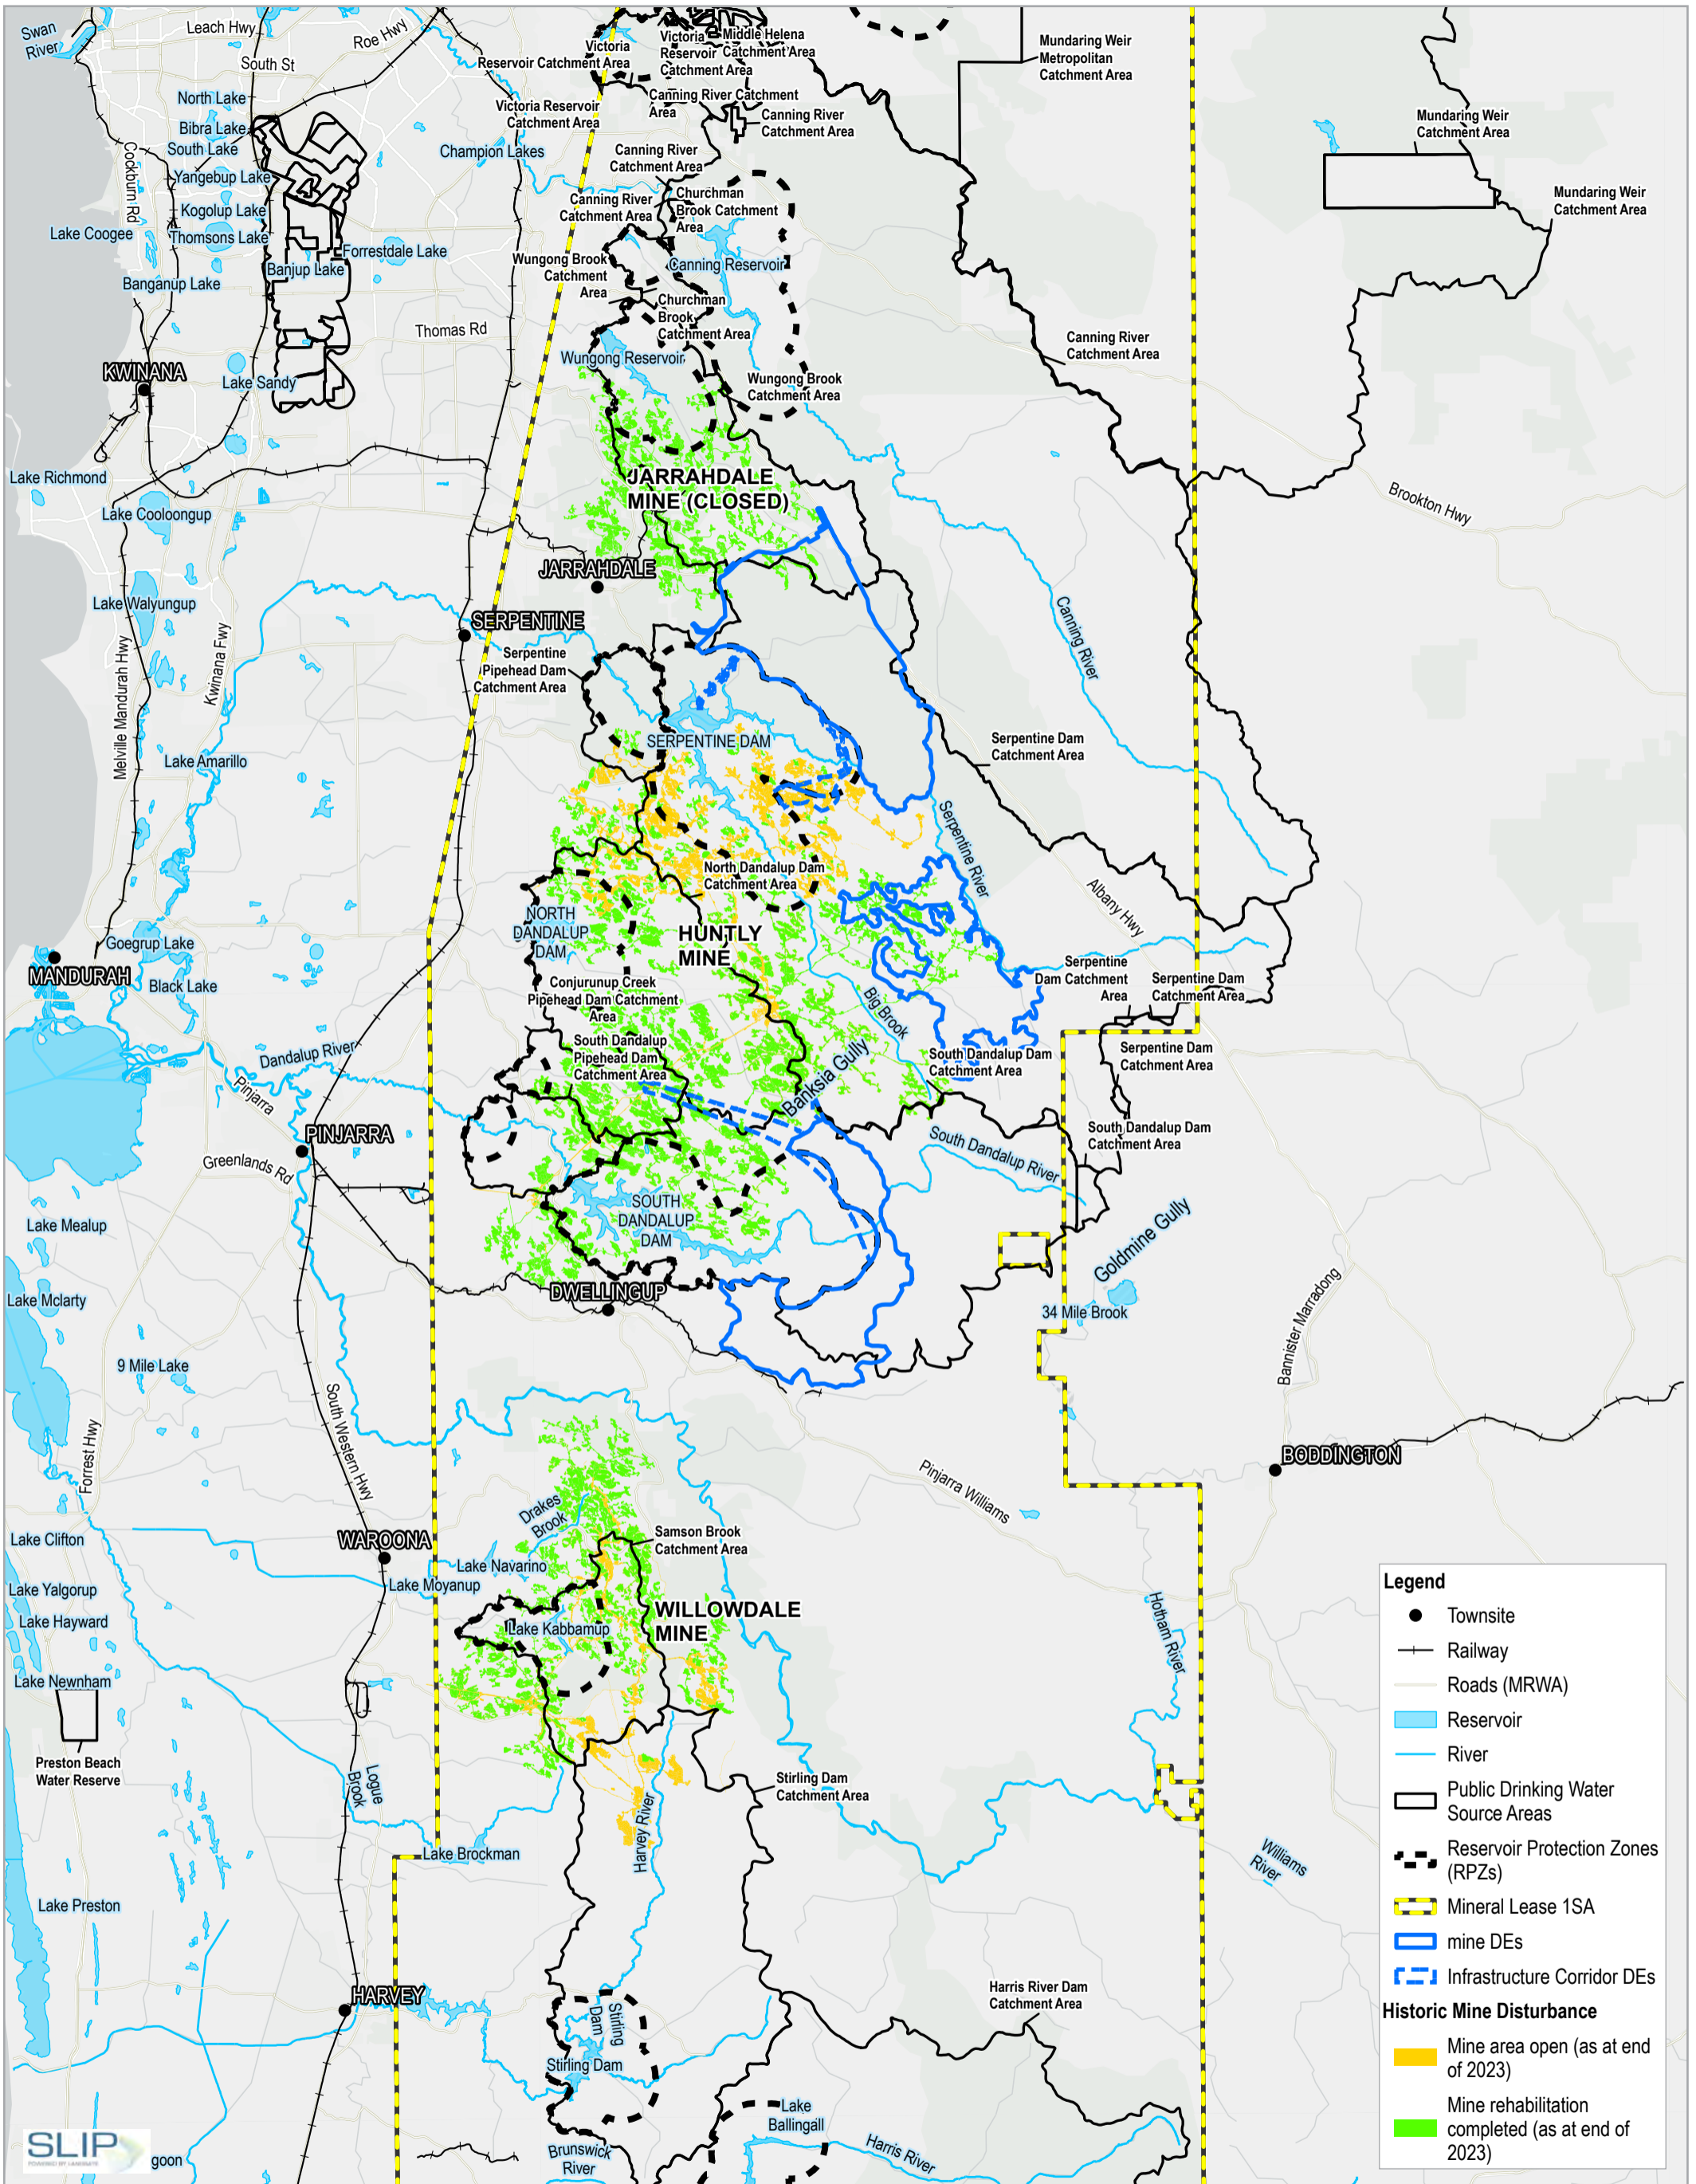 Swan
River
Leach Hwy
Roe Hwy
South St
North Lake
Bibra Lake
South Lake
Yangebup Lake
Kogolup Lake
Lake Coogee
Thomsons Lake
Forrestdale Lake
Banjup Lake
Banganup Lake
Cockburn Rd
Champion Lakes
Thomas Rd
KWINANA
Lake Sandy
Victoria
Reservoir Catchment Area
Victoria
Reservoir
Catchment Area
Middle Helena
Catchment Area
Victoria Reservoir
Catchment Area
Canning River Catchment
Area
Canning River
Catchment Area
Canning River
Catchment Area
Canning River
Catchment Area
Churchman
Brook Catchment
Area
Wungong Brook
Catchment
Area
Canning Reservoir
Churchman
Brook
Catchment Area
Wungong Reservoir
Wungong Brook
Catchment Area
Mundaring Weir
Metropolitan
Catchment Area
Mundaring Weir
Catchment Area
Mundaring Weir
Catchment Area
Canning River
Catchment Area
Brookton Hwy
Lake Richmond
Lake Cooloongup
JARRAHDALE
MINE (CLOSED)
JARRAHDALE
Lake Walyungup
SERPENTINE
Melville Mandurah Hwy
Kwinana Fwy
Serpentine
Pipehead Dam
Catchment Area
Canning River
SERPENTINE DAM
Serpentine Dam
Catchment Area
Lake Amarillo
Serpentine River
North Dandalup Dam
Catchment Area
Albany Hwy
NORTH
DANDALUP
DAM
HUNTLY
MINE
Goegrup Lake
MANDURAH
Black Lake
Conjurunup Creek
Pipehead Dam Catchment
Area
Big Brook
Serpentine
Dam Catchment
Area
Serpentine Dam
Catchment Area
Dandalup River
South Dandalup
Pipehead Dam
Catchment Area
Banksia Gully
South Dandalup Dam
Catchment Area
Serpentine Dam
Catchment Area
Pinjarra
PINJARRA
Greenlands Rd
South Dandalup River
South Dandalup Dam
Catchment Area
Lake Mealup
SOUTH
DANDALUP
DAM
Goldmine Gully
Lake Mclarty
DWELLINGUP
34 Mile Brook
9 Mile Lake
Bannister Marradong
South Western Hwy
Forrest Hwy
BODDINGTON
Pinjarra Williams
Drakes
Brook
Lake Clifton
WAROONA
Samson Brook
Catchment Area
Lake Navarino
Lake Moyanup
Lake Yalgorup
Lake Hayward
WILLOWDALE
MINE
Lake Kabbamup
Hotham River
Lake Newnham
Preston Beach
Water Reserve
Logue
Brook
Stirling Dam
Catchment Area
Harvey River
Lake Brockman
Williams
River
Lake Preston
HARVEY
Harris River Dam
Catchment Area
Stirling
Dam
Stirling Dam
Lake
Ballingall
Brunswick
River
Harris River
goon
SLIP
POWERED BY LANDGATE
Legend
Townsite
Railway
Roads (MRWA)
Reservoir
River
Public Drinking Water
Source Areas
Reservoir Protection Zones
(RPZs)
Mineral Lease 1SA
mine DEs
Infrastructure Corridor DEs
Historic Mine Disturbance
Mine area open (as at end
of 2023)
Mine rehabilitation
completed (as at end of
2023)